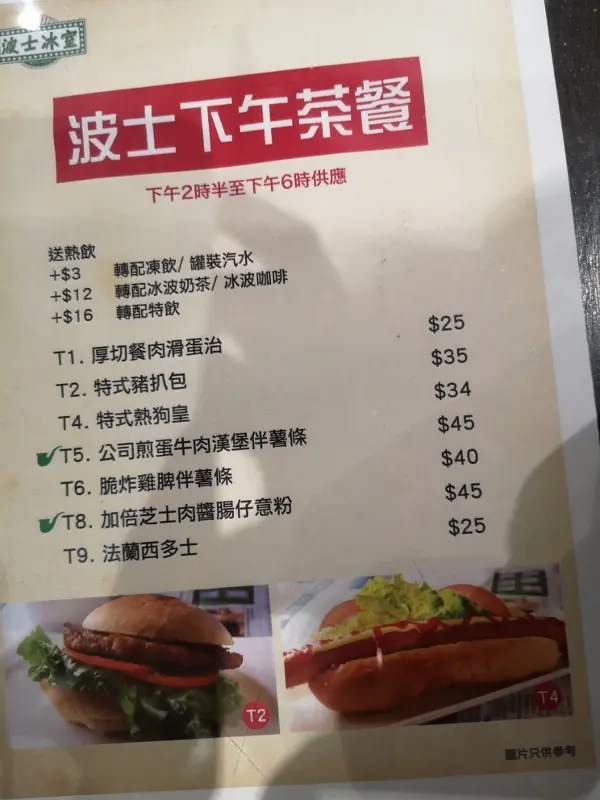 波士冰室
波士下午茶餐
下午2時半至下午6時供應
送熱飲
+$3 轉配凍飲/ 罐裝汽水
+$12 轉配冰波奶茶/ 冰波咖啡
+$16 轉配特飲
T1. 厚切餐肉滑蛋治 $25
T2. 特式豬扒包 $35
T4. 特式熱狗皇 $34
T5. 公司煎蛋牛肉漢堡伴薯條 $45
T6. 脆炸雞脾伴薯條 $40
T8. 加倍芝士肉醬腸仔意粉 $45
T9. 法蘭西多士 $25
T2
T4
圖片只供參考